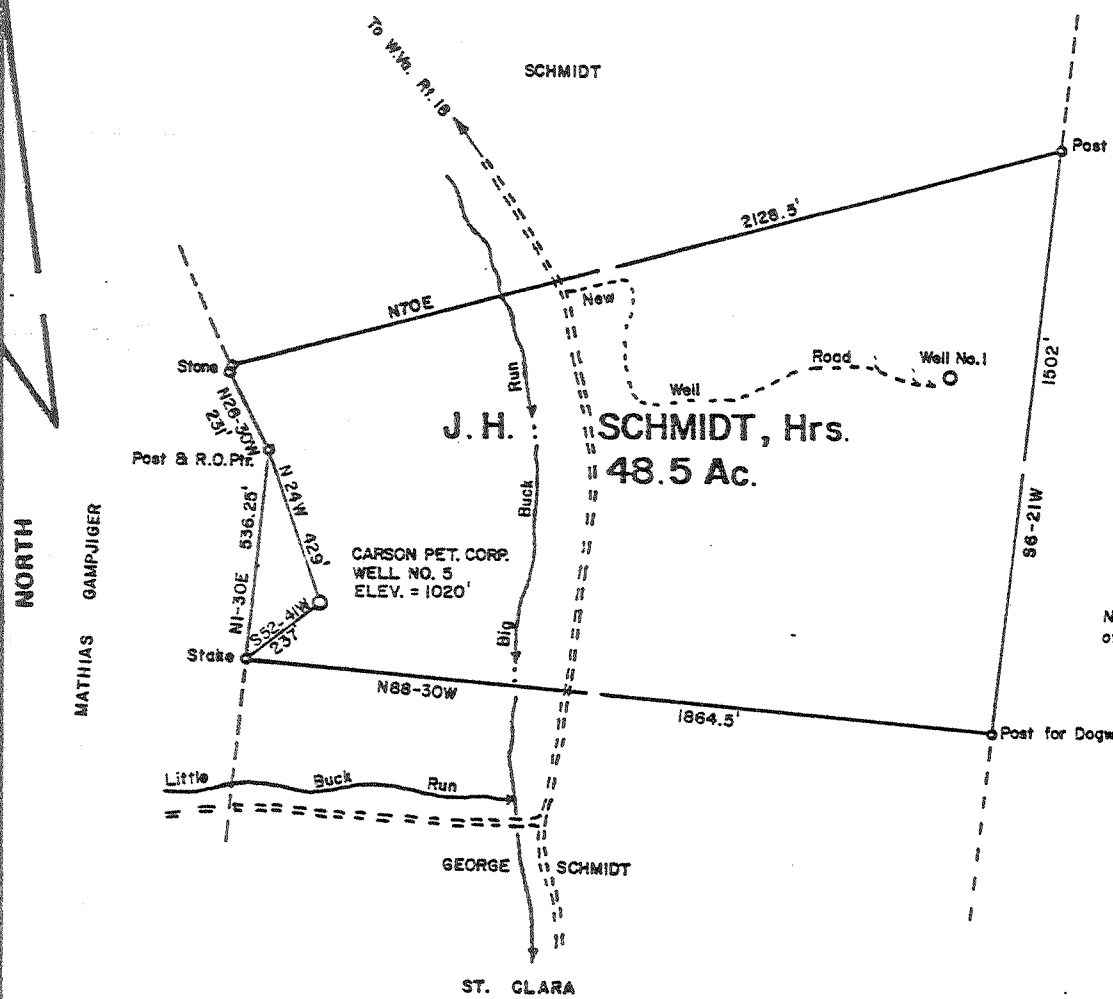 To W.Va. Rt. 18
SCHMIDT
Post
2128.5'
N70E
New
Stone
Road
Well No.1
Well
1502'
N26-30W
231'
Run
J.H. SCHMIDT, Hrs.
48.5 Ac.
Post & R.O.Ptr.
N 24W
429'
536.25'
N1-30E
Buck
S6-21W
NORTH
MATHIAS GAMPJIGER
CARSON PET. CORP.
WELL NO. 5
ELEV. = 1020'
S52-41W
237'
Big
Stake
N88-30W
1864.5'
Post for Dogw
Little Buck Run
GEORGE SCHMIDT
ST. CLARA